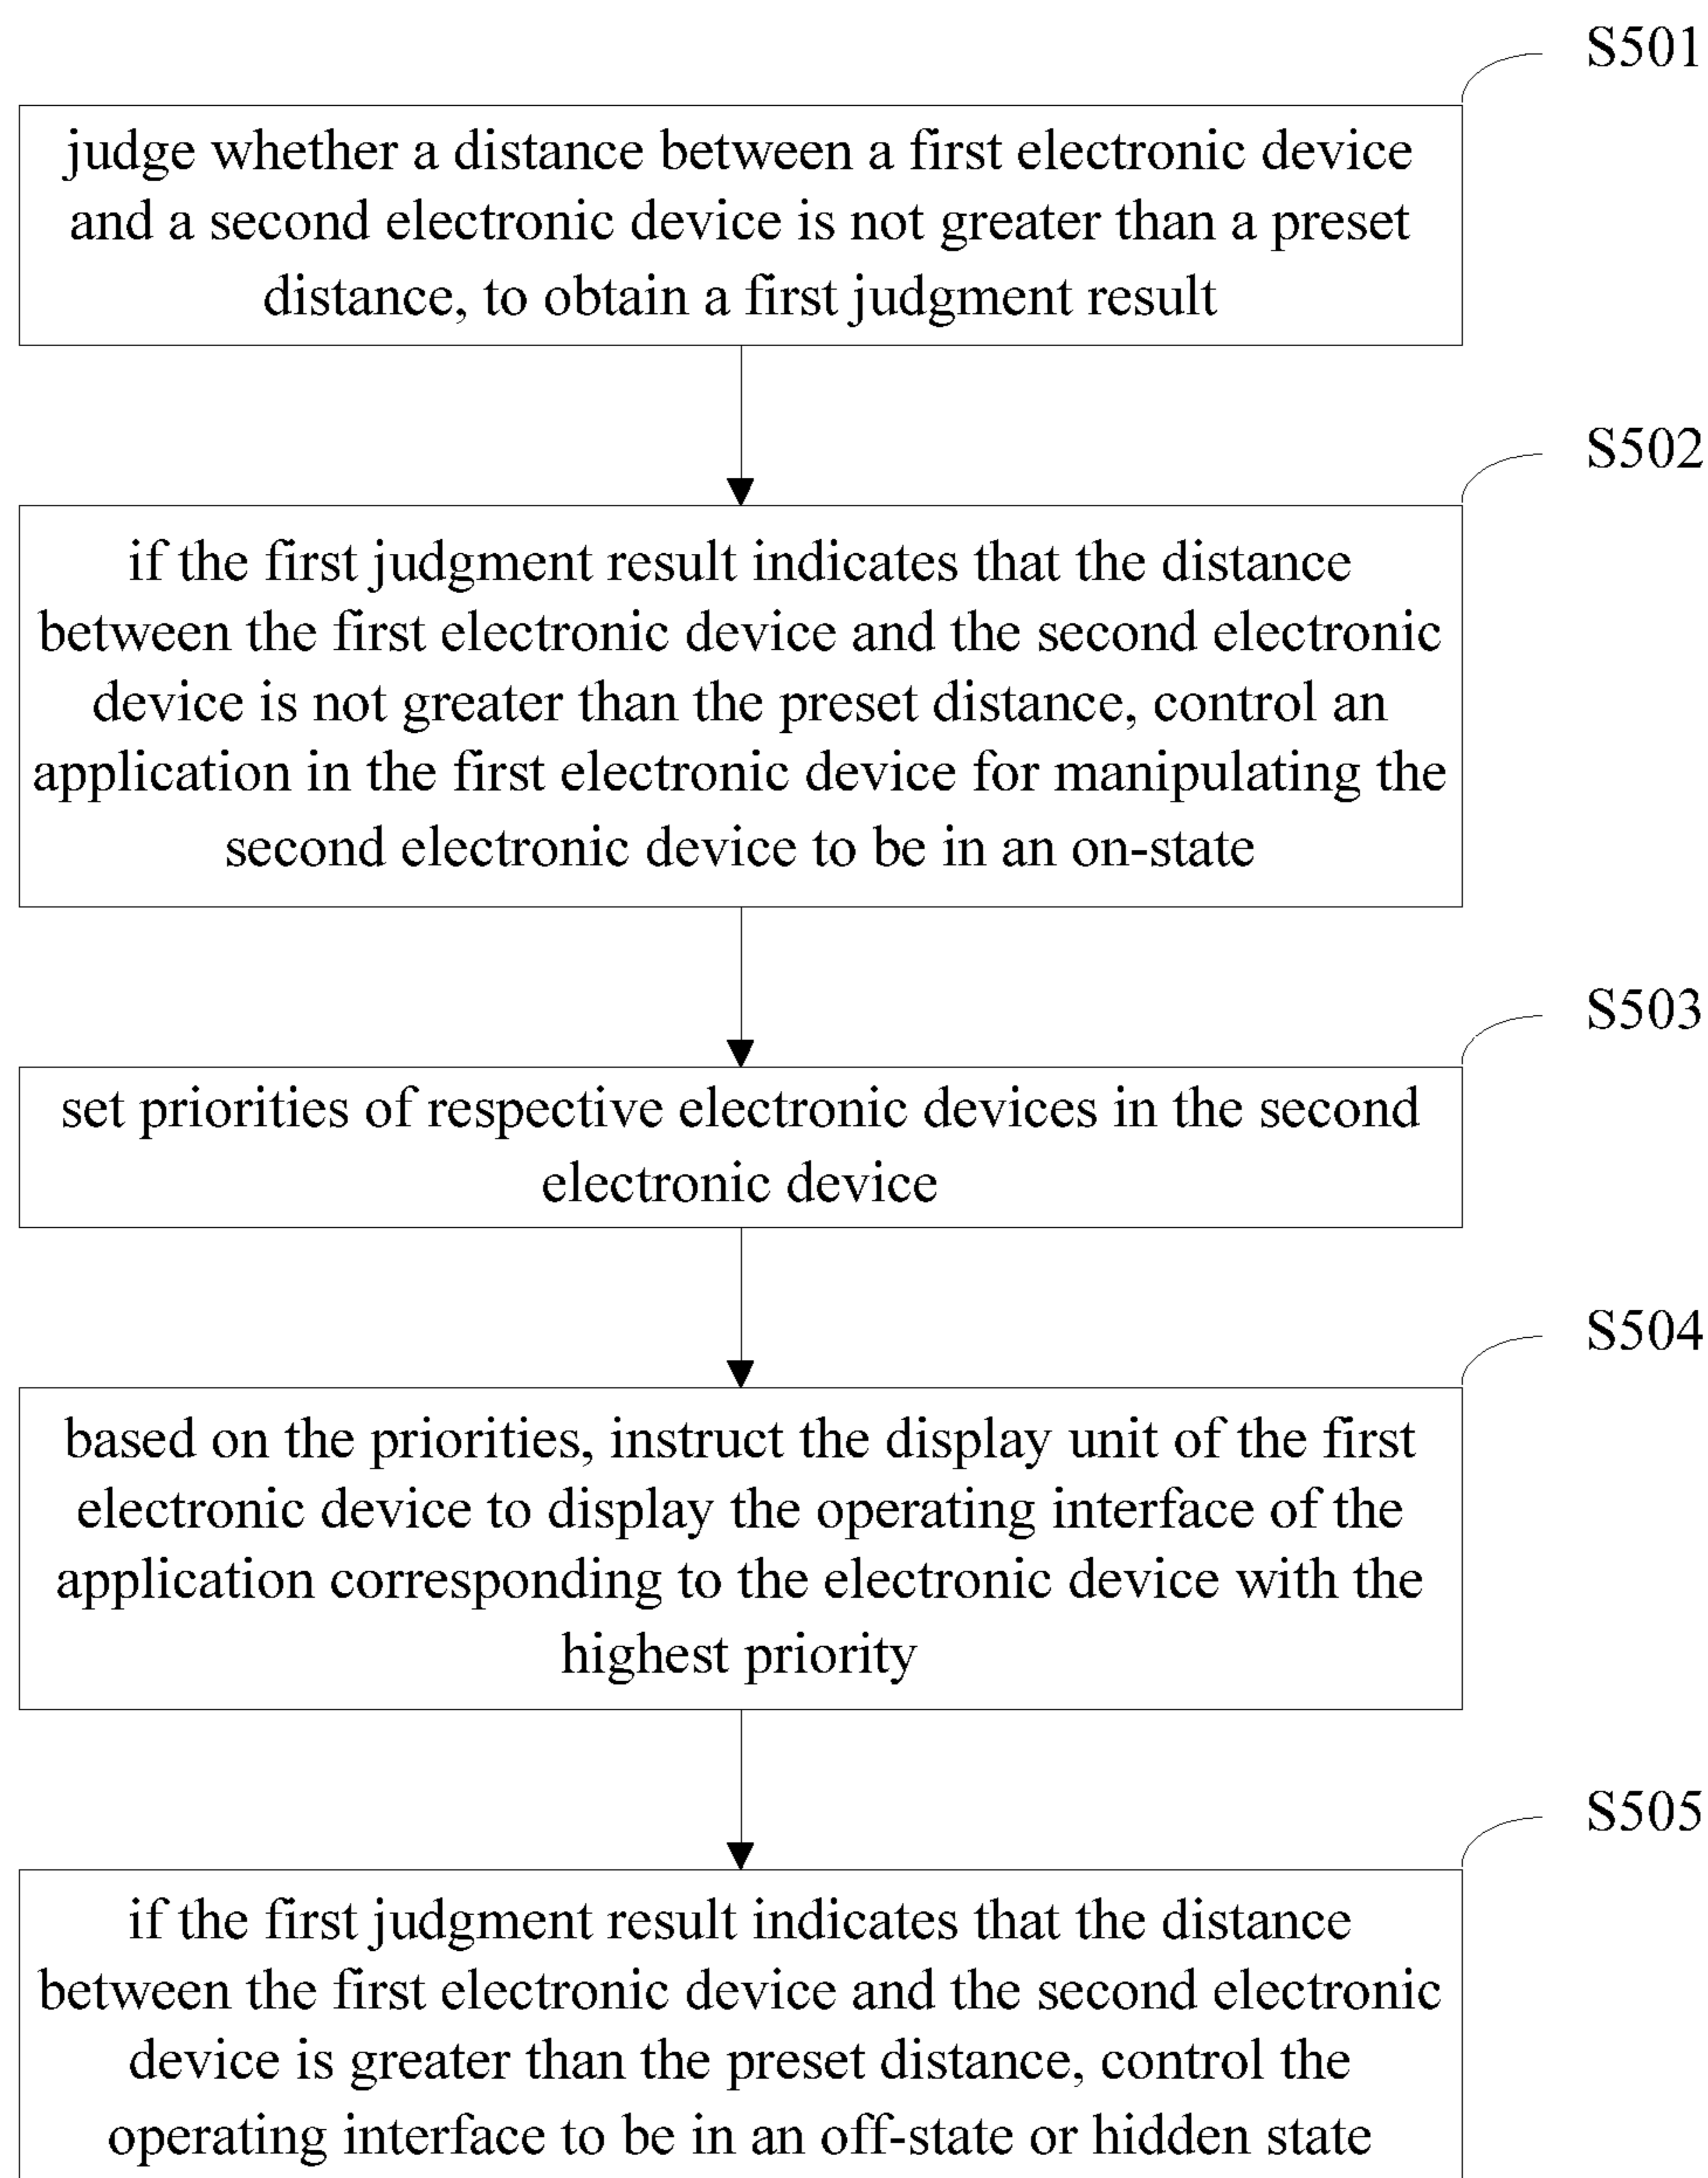 S501
judge whether a distance between a first electronic device
and a second electronic device is not greater than a preset
distance, to obtain a first judgment result
S502
if the first judgment result indicates that the distance
between the first electronic device and the second electronic
device is not greater than the preset distance, control an
application in the first electronic device for manipulating the
second electronic device to be in an on-state
S503
set priorities of respective electronic devices in the second
electronic device
S504
based on the priorities, instruct the display unit of the first
electronic device to display the operating interface of the
application corresponding to the electronic device with the
highest priority
S505
if the first judgment result indicates that the distance
between the first electronic device and the second electronic
device is greater than the preset distance, control the
operating interface to be in an off-state or hidden state